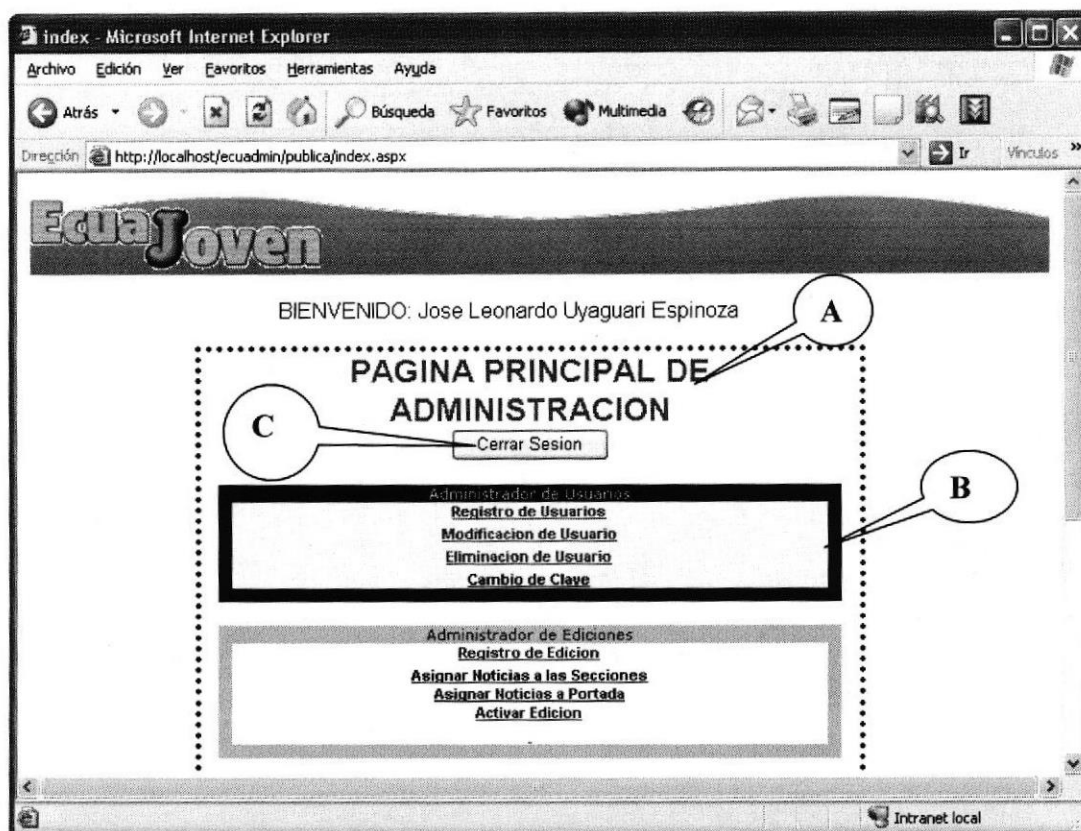 index - Microsoft Internet Explorer
Archivo Edición Ver Favoritos Herramientas Ayuda
Atrás Búsqueda Favoritos Multimedia
Dirección http://localhost/ecuadmin/publica/index.aspx Ir Vínculos »
EcuaJoven
BIENVENIDO: Jose Leonardo Uyaguari Espinoza
A
PAGINA PRINCIPAL DE
ADMINISTRACION
C
Cerrar Sesion
B
Administrador de Usuarios
Registro de Usuarios
Modificacion de Usuario
Eliminacion de Usuario
Cambio de Clave
Administrador de Ediciones
Registro de Edicion
Asignar Noticias a las Secciones
Asignar Noticias a Portada
Activar Edicion
Intranet local